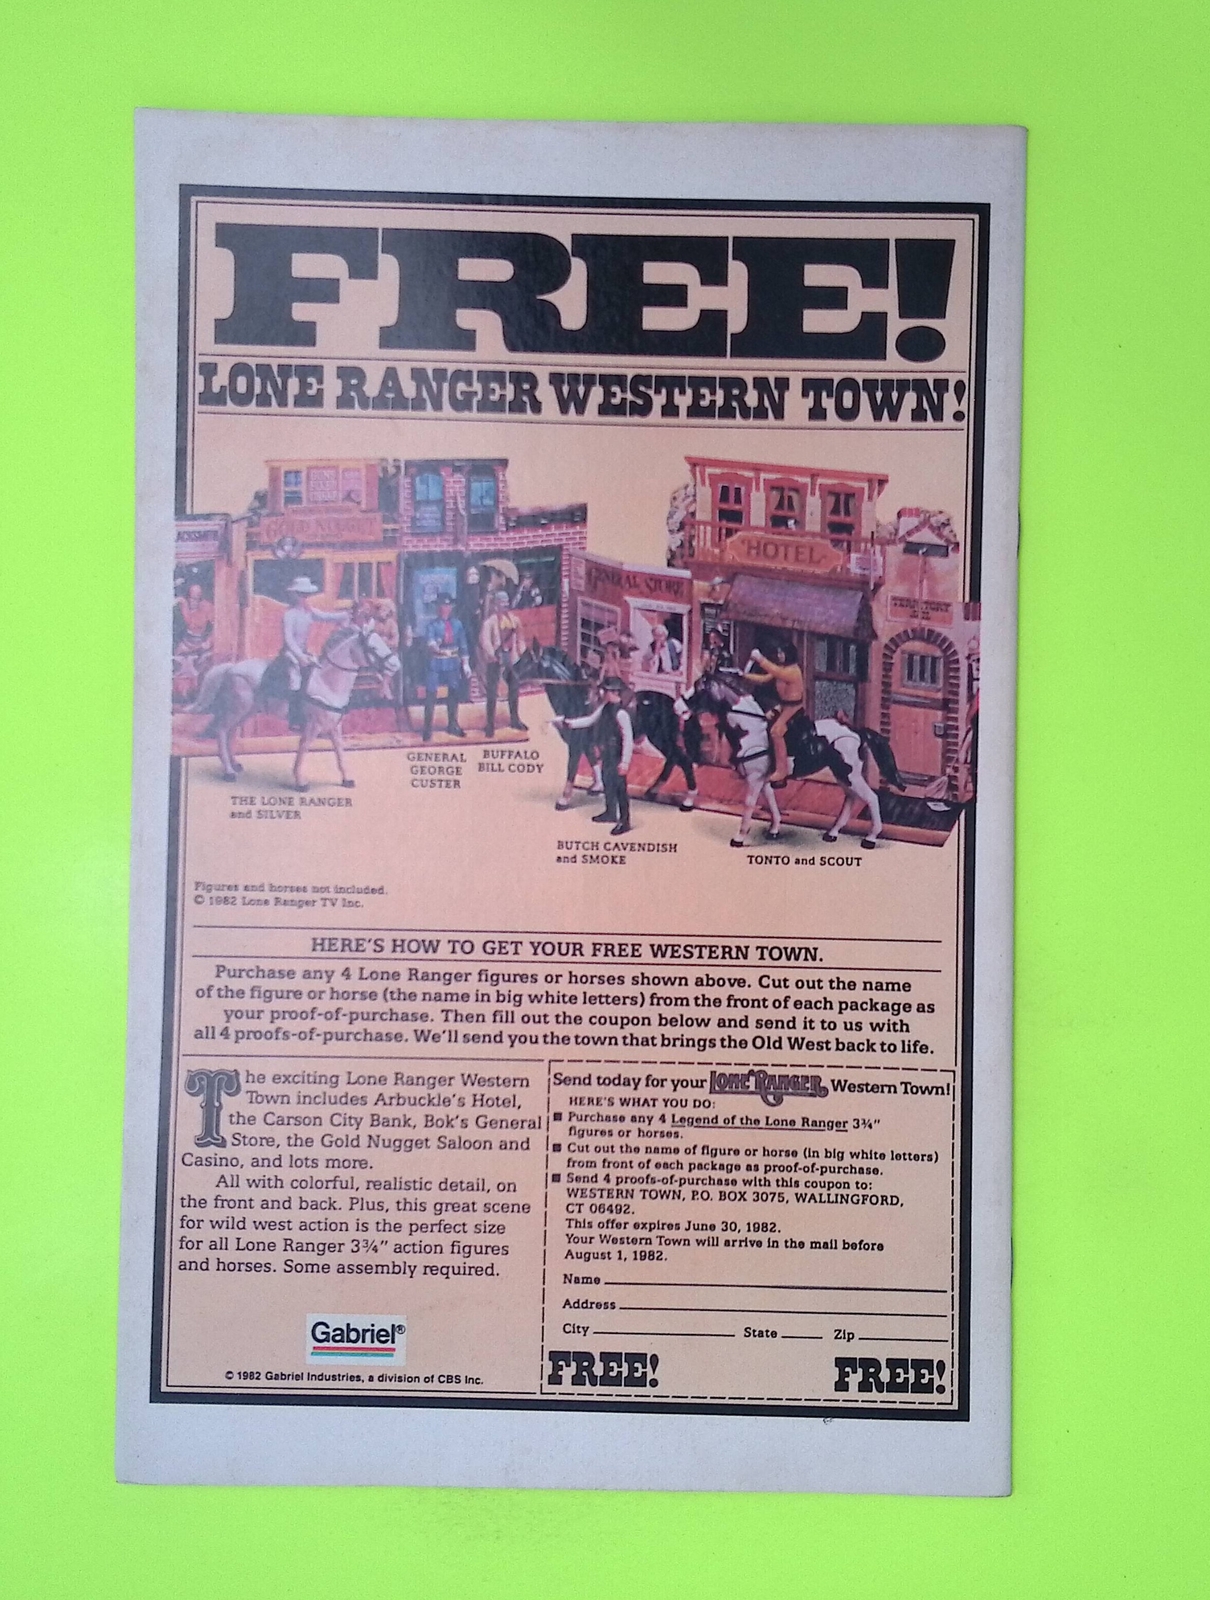 FREE!
LONE RANGER WESTERN TOWN!
GOLD NUGGET
GENERAL STORE
HOTEL
GENERAL
GEORGE
CUSTER
BUFFALO
BILL CODY
THE LONE RANGER
and SILVER
BUTCH CAVENDISH
and SMOKE
TONTO and SCOUT
Figures and horses not included.
© 1982 Lone Ranger TV Inc.
HERE'S HOW TO GET YOUR FREE WESTERN TOWN.
Purchase any 4 Lone Ranger figures or horses shown above. Cut out the name
of the figure or horse (the name in big white letters) from the front of each package as
your proof-of-purchase. Then fill out the coupon below and send it to us with
all 4 proofs-of-purchase. We'll send you the town that brings the Old West back to life.
The exciting Lone Ranger Western
Town includes Arbuckle's Hotel,
the Carson City Bank, Bok's General
Store, the Gold Nugget Saloon and
Casino, and lots more.
All with colorful, realistic detail, on
the front and back. Plus, this great scene
for wild west action is the perfect size
for all Lone Ranger 3¾" action figures
and horses. Some assembly required.
Gabriel®
© 1982 Gabriel Industries, a division of CBS Inc.
Send today for your LONE RANGER Western Town!
HERE'S WHAT YOU DO:
■ Purchase any 4 Legend of the Lone Ranger 3¾"
figures or horses.
■ Cut out the name of figure or horse (in big white letters)
from front of each package as proof-of-purchase.
■ Send 4 proofs-of-purchase with this coupon to:
WESTERN TOWN, P.O. BOX 3075, WALLINGFORD,
CT 06492.
This offer expires June 30, 1982.
Your Western Town will arrive in the mail before
August 1, 1982.
Name
Address
City State Zip
FREE! FREE!